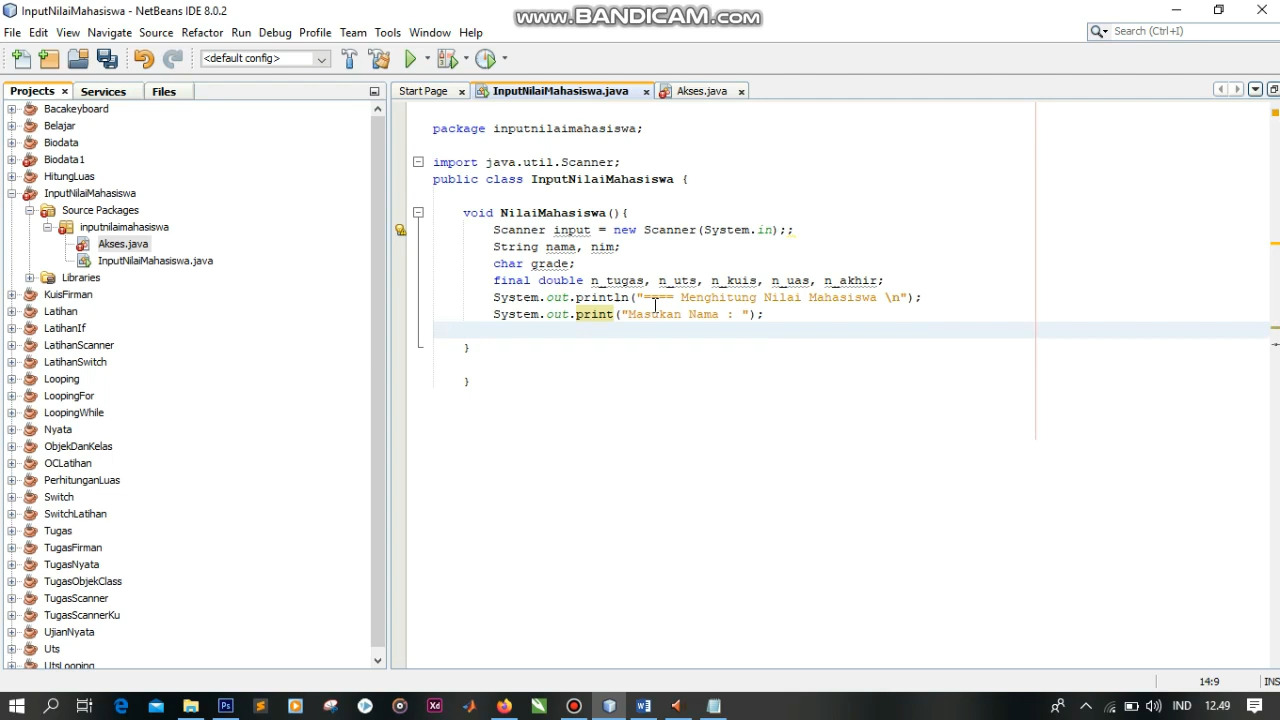 InputNilaiMahasiswa - NetBeans IDE 8.0.2
www.BANDICAM.com
File Edit View Navigate Source Refactor Run Debug Profile Team Tools Window Help
Search (Ctrl+I)
<default config>
Projects Services Files
Start Page InputNilaiMahasiswa.java Akses.java
Bacakeyboard
Belajar
Biodata
Biodata1
HitungLuas
InputNilaiMahasiswa
Source Packages
inputnilaimahasiswa
Akses.java
InputNilaiMahasiswa.java
Libraries
KuisFirman
Latihan
LatihanIf
LatihanScanner
LatihanSwitch
Looping
LoopingFor
LoopingWhile
Nyata
ObjekDanKelas
OCLatihan
PerhitunganLuas
Switch
SwitchLatihan
Tugas
TugasFirman
TugasNyata
TugasObjekClass
TugasScanner
TugasScannerKu
UjianNyata
Uts
UtsLooping
package inputnilaimahasiswa;
import java.util.Scanner;
public class InputNilaiMahasiswa {
void NilaiMahasiswa(){
Scanner input = new Scanner(System.in);;
String nama, nim;
char grade;
final double n_tugas, n_uts, n_kuis, n_uas, n_akhir;
System.out.println("==== Menghitung Nilai Mahasiswa \n");
System.out.print("Masukan Nama : ");
}
}
14:9 INS
IND 12.49